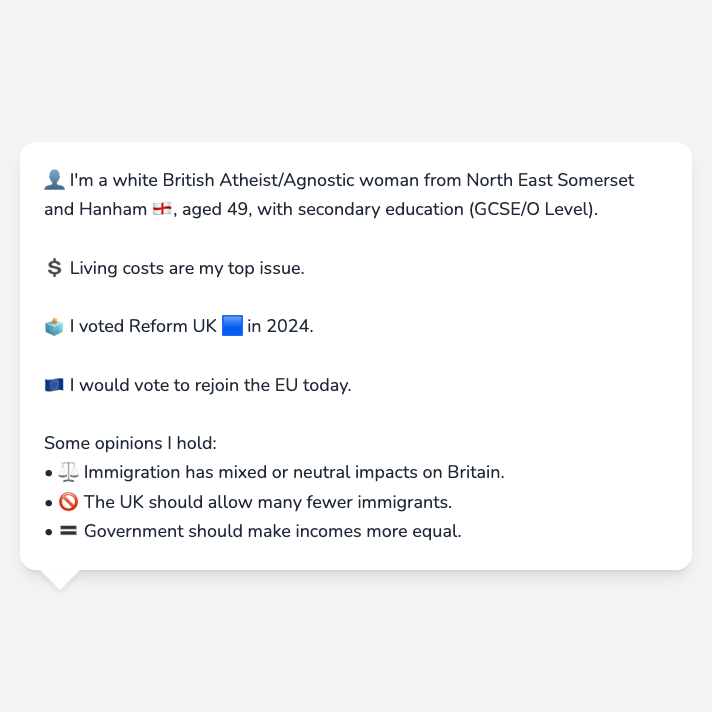 👤 I'm a white British Atheist/Agnostic woman from North East Somerset
and Hanham 🏴󠁧󠁢󠁥󠁮󠁧󠁿, aged 49, with secondary education (GCSE/O Level).
💲 Living costs are my top issue.
🗳️ I voted Reform UK 🟦 in 2024.
🇪🇺 I would vote to rejoin the EU today.
Some opinions I hold:
• ⚖️ Immigration has mixed or neutral impacts on Britain.
• 🚫 The UK should allow many fewer immigrants.
• 🟰 Government should make incomes more equal.